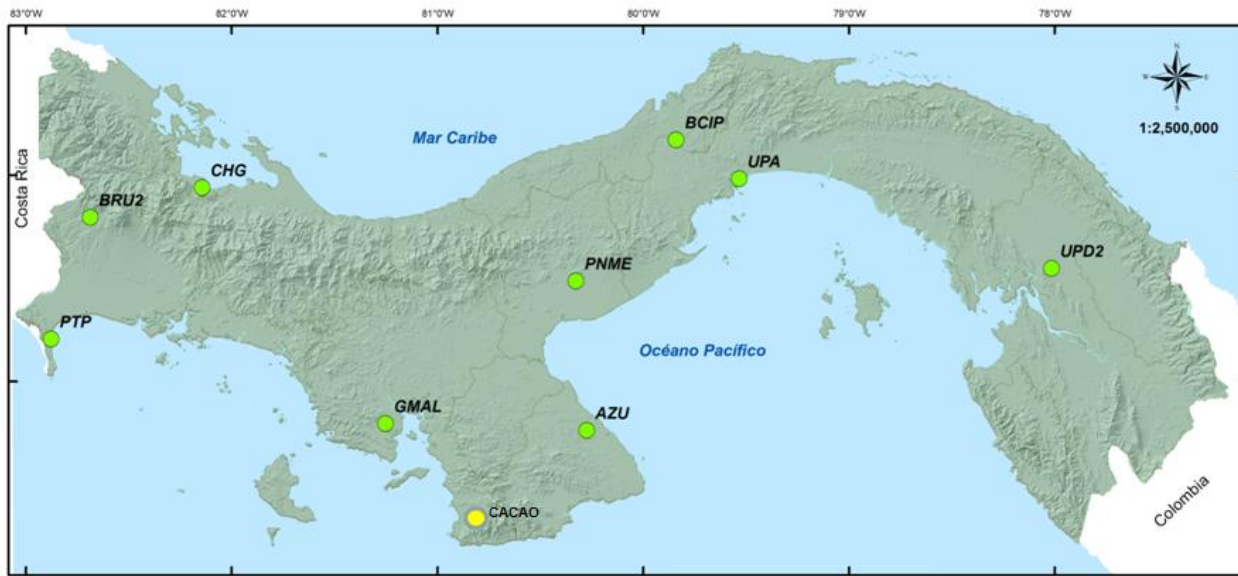 83°0'W 82°0'W 81°0'W 80°0'W 79°0'W 78°0'W
N
W E
S
1:2,500,000
Mar Caribe
BCIP
UPA
CHG
BRU2
Costa Rica
PNME
UPD2
PTP
Océano Pacífico
GMAL
AZU
CACAO
Colombia